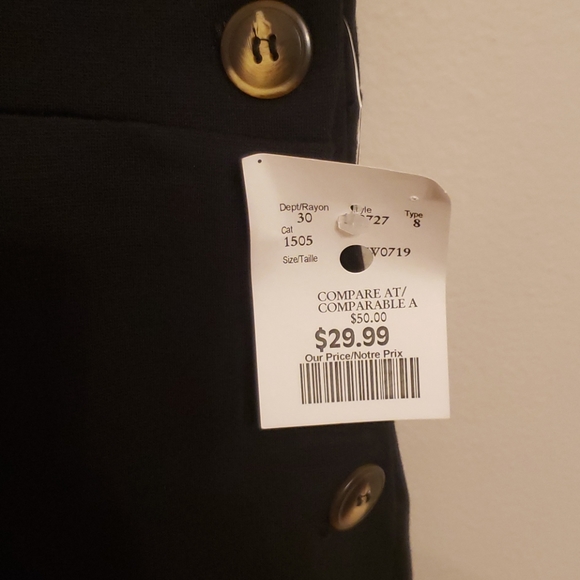 Dept/Rayon Style Type
30 8
Cat
1505
Size/Taille V0719
COMPARE AT/
COMPARABLE A
$50.00
$29.99
Our Price/Notre Prix